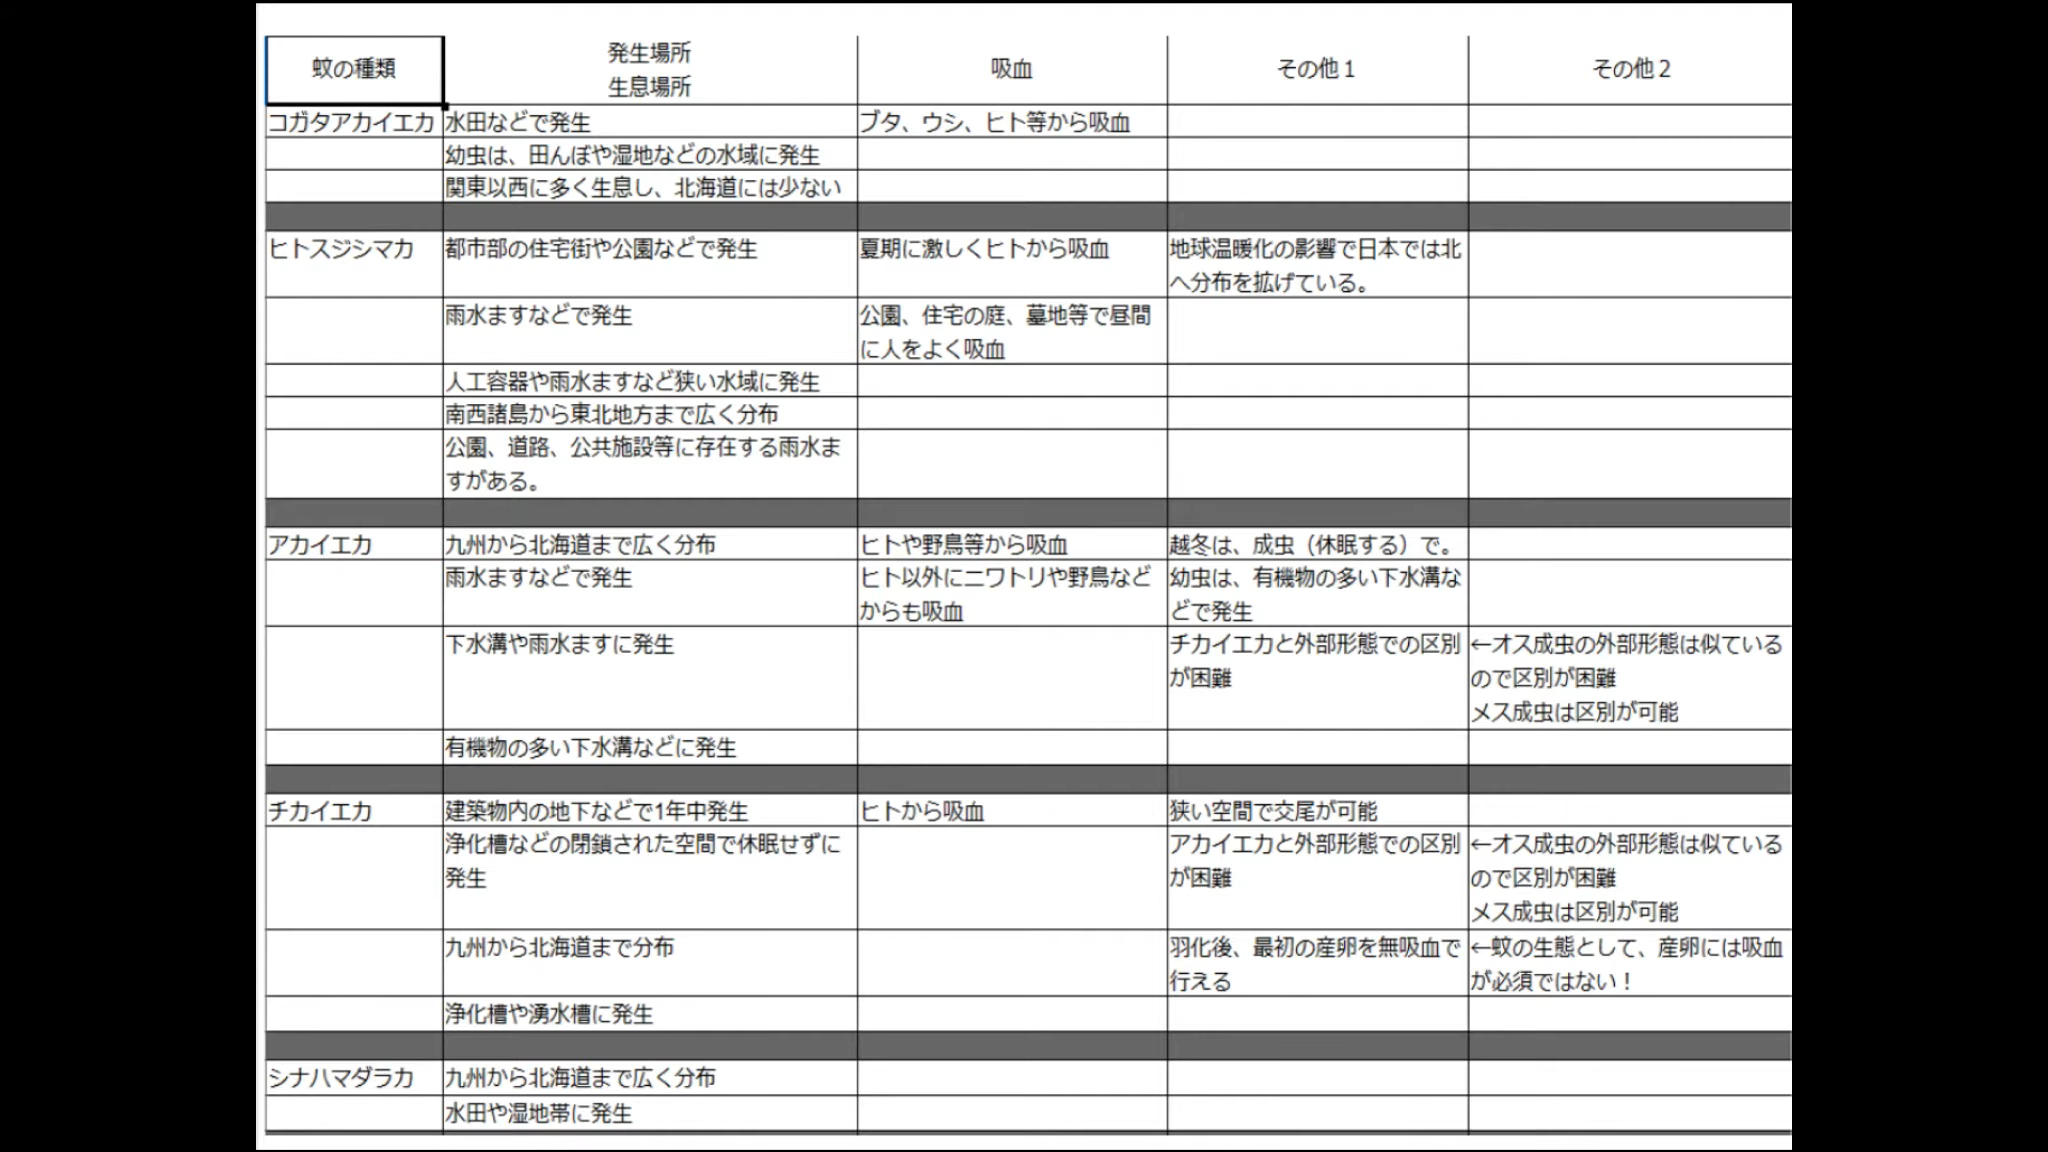 蚊の種類
発生場所
生息場所
吸血
その他１
その他２
コガタアカイエカ
水田などで発生
ブタ、ウシ、ヒト等から吸血
幼虫は、田んぼや湿地などの水域に発生
関東以西に多く生息し、北海道には少ない
ヒトスジシマカ
都市部の住宅街や公園などで発生
夏期に激しくヒトから吸血
地球温暖化の影響で日本では北
へ分布を拡げている。
雨水ますなどで発生
公園、住宅の庭、墓地等で昼間
に人をよく吸血
人工容器や雨水ますなど狭い水域に発生
南西諸島から東北地方まで広く分布
公園、道路、公共施設等に存在する雨水ま
すがある。
アカイエカ
九州から北海道まで広く分布
ヒトや野鳥等から吸血
越冬は、成虫（休眠する）で。
雨水ますなどで発生
ヒト以外にニワトリや野鳥など
からも吸血
幼虫は、有機物の多い下水溝な
どで発生
下水溝や雨水ますに発生
チカイエカと外部形態での区別
が困難
←オス成虫の外部形態は似ている
ので区別が困難
メス成虫は区別が可能
有機物の多い下水溝などに発生
チカイエカ
建築物内の地下などで1年中発生
ヒトから吸血
狭い空間で交尾が可能
浄化槽などの閉鎖された空間で休眠せずに
発生
アカイエカと外部形態での区別
が困難
←オス成虫の外部形態は似ている
ので区別が困難
メス成虫は区別が可能
九州から北海道まで分布
羽化後、最初の産卵を無吸血で
行える
←蚊の生態として、産卵には吸血
が必須ではない！
浄化槽や湧水槽に発生
シナハマダラカ
九州から北海道まで広く分布
水田や湿地帯に発生